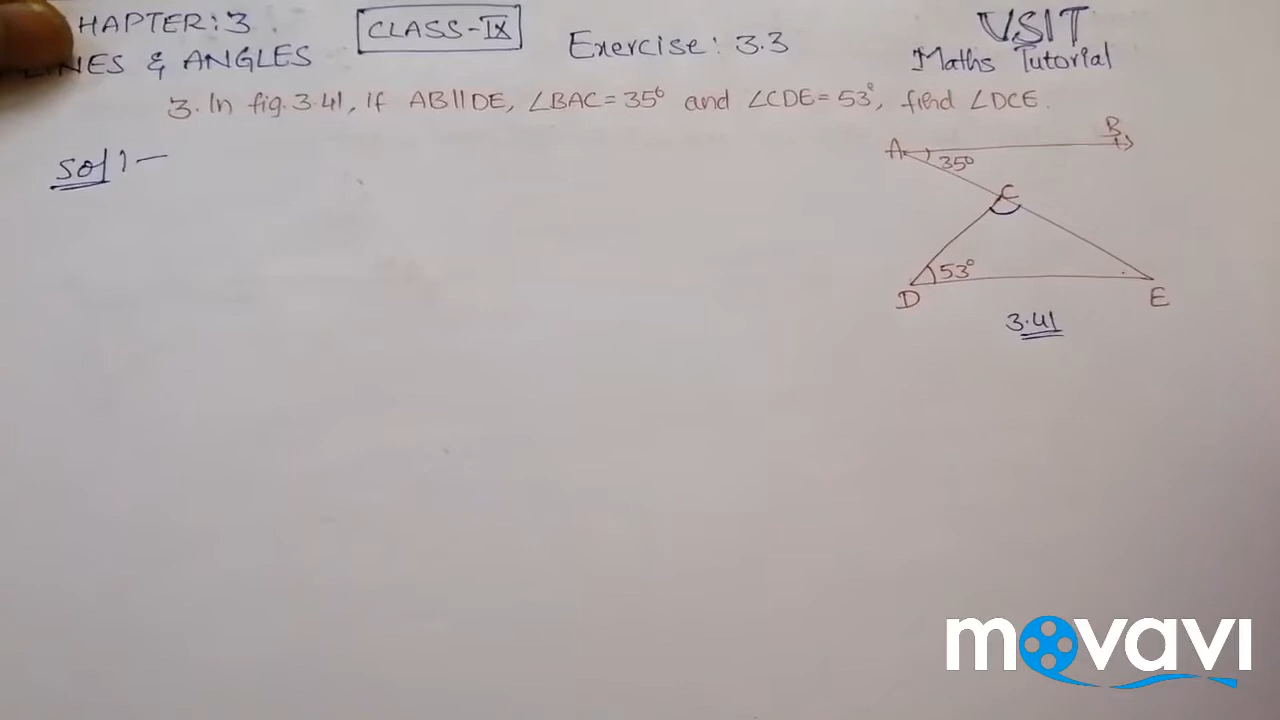 HAPTER: 3
CLASS-IX
Exercise: 3.3
VSIT
LINES & ANGLES
Maths Tutorial
3. In fig. 3.41, if AB||DE, ∠BAC = 35° and ∠CDE = 53°, find ∠DCE.
Sol :-
A
B
35°
C
53°
D
E
3.41
movavi